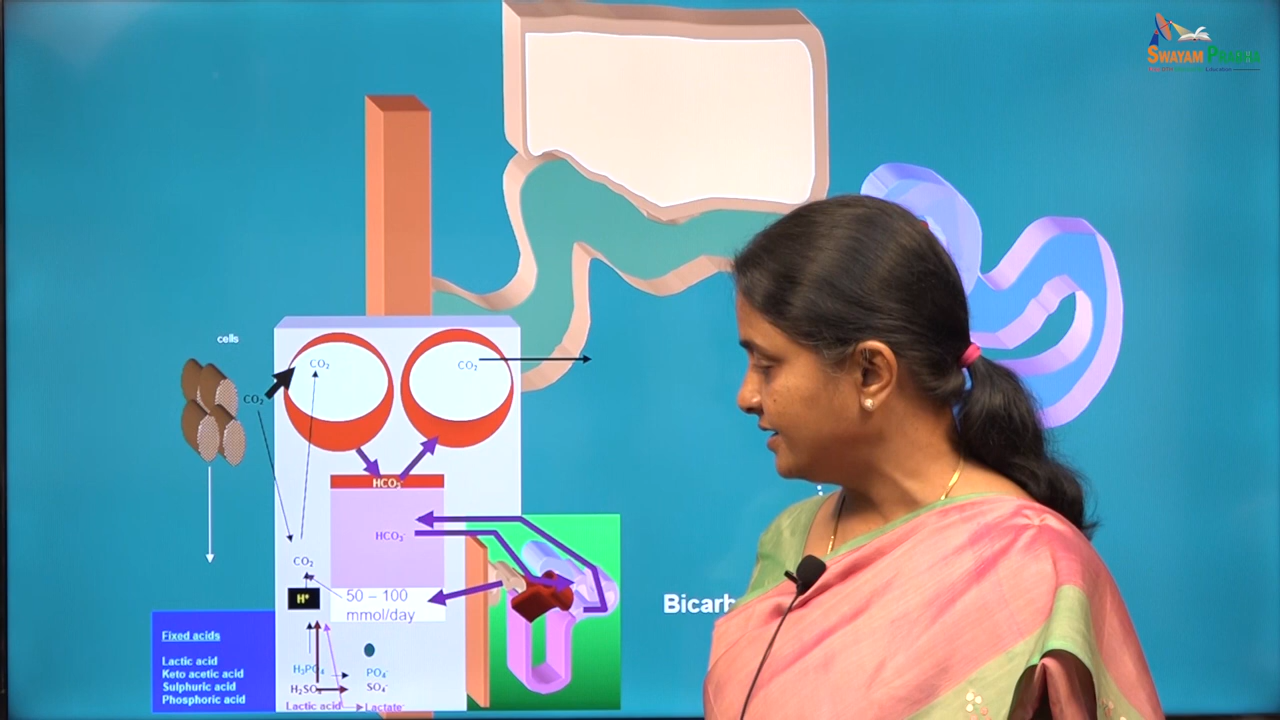 SWAYAM PRABHA
cells
CO₂
CO₂
CO₂
HCO₃⁻
HCO₃⁻
CO₂
H⁺
50 – 100
mmol/day
Fixed acids
Lactic acid
Keto acetic acid
Sulphuric acid
Phosphoric acid
H₃PO₄
PO₄⁻
H₂SO₄
SO₄⁻
Lactic acid
Lactate⁻